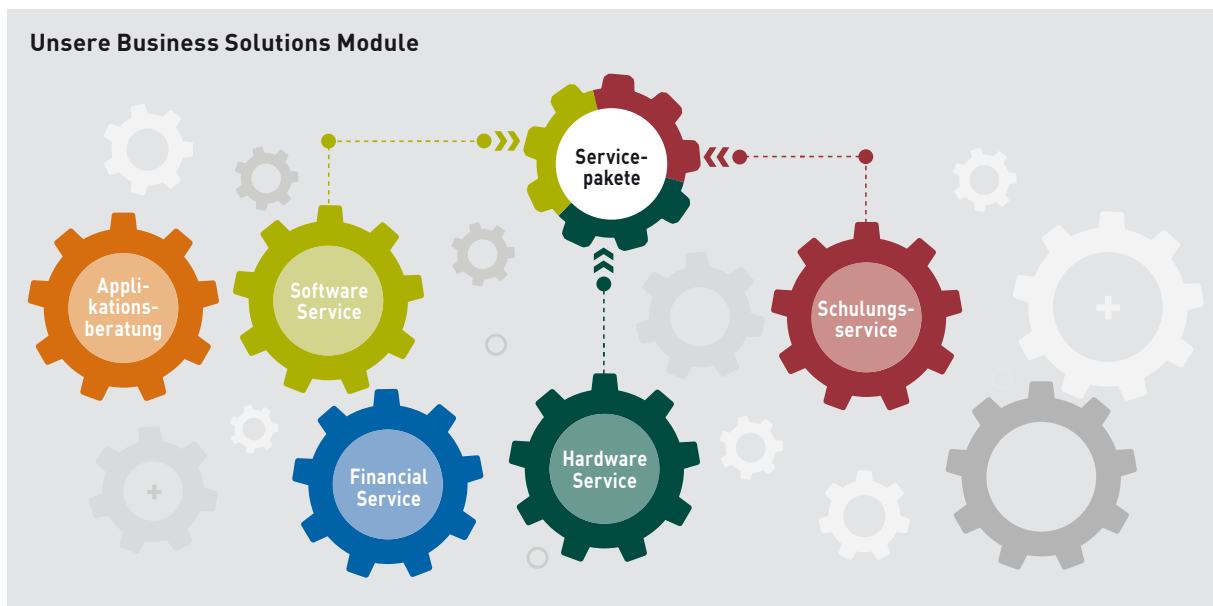 Unsere Business Solutions Module
Service-
pakete
Appli-
kations-
beratung
Software
Service
Schulungs-
service
Financial
Service
Hardware
Service